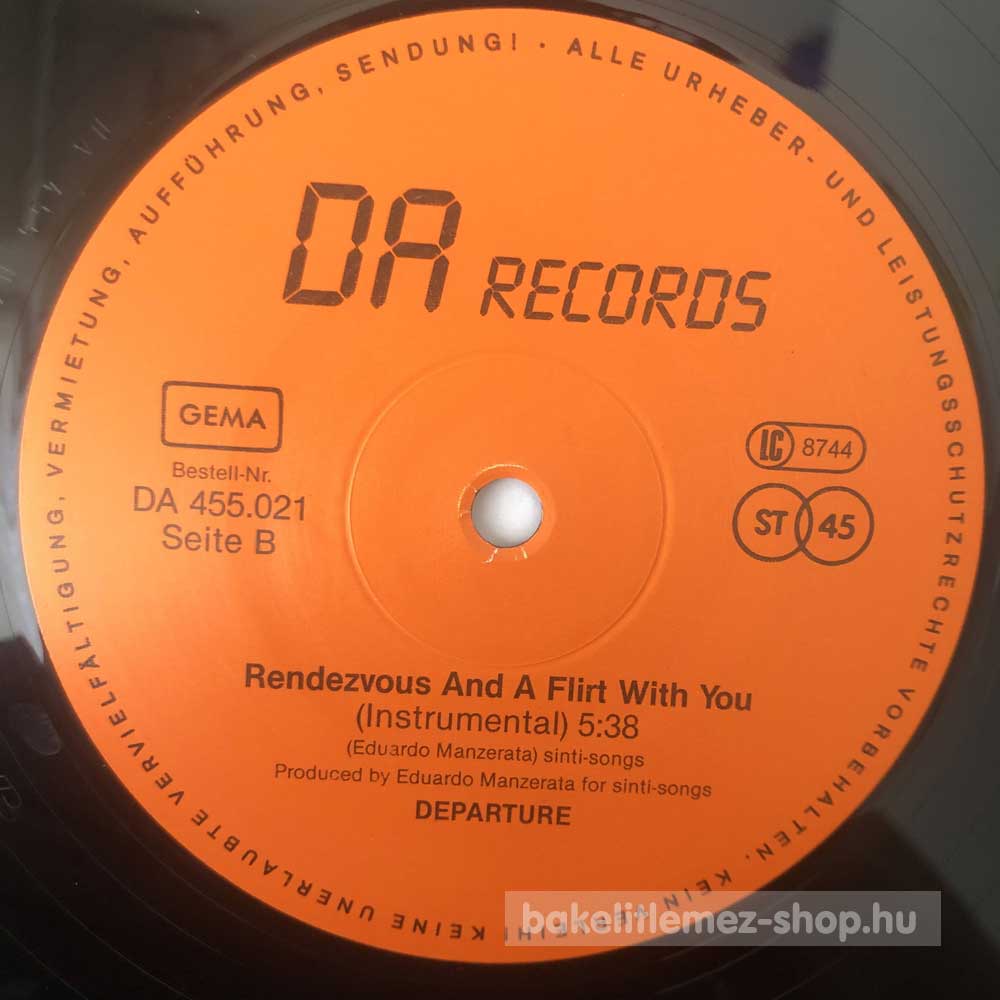 ALLE URHEBER- UND LEISTUNGSSCHUTZRECHTE VORBEHALTEN, KEIN VERLEIH! KEINE UNERLAUBTE VERVIELFÄLTIGUNG, VERMIETUNG, AUFFÜHRUNG, SENDUNG! ·
DA RECORDS
GEMA
Bestell-Nr.
DA 455.021
Seite B
LC 8744
ST 45
Rendezvous And A Flirt With You
(Instrumental) 5:38
(Eduardo Manzerata) sinti-songs
Produced by Eduardo Manzerata for sinti-songs
DEPARTURE
bakelitlemez-shop.hu